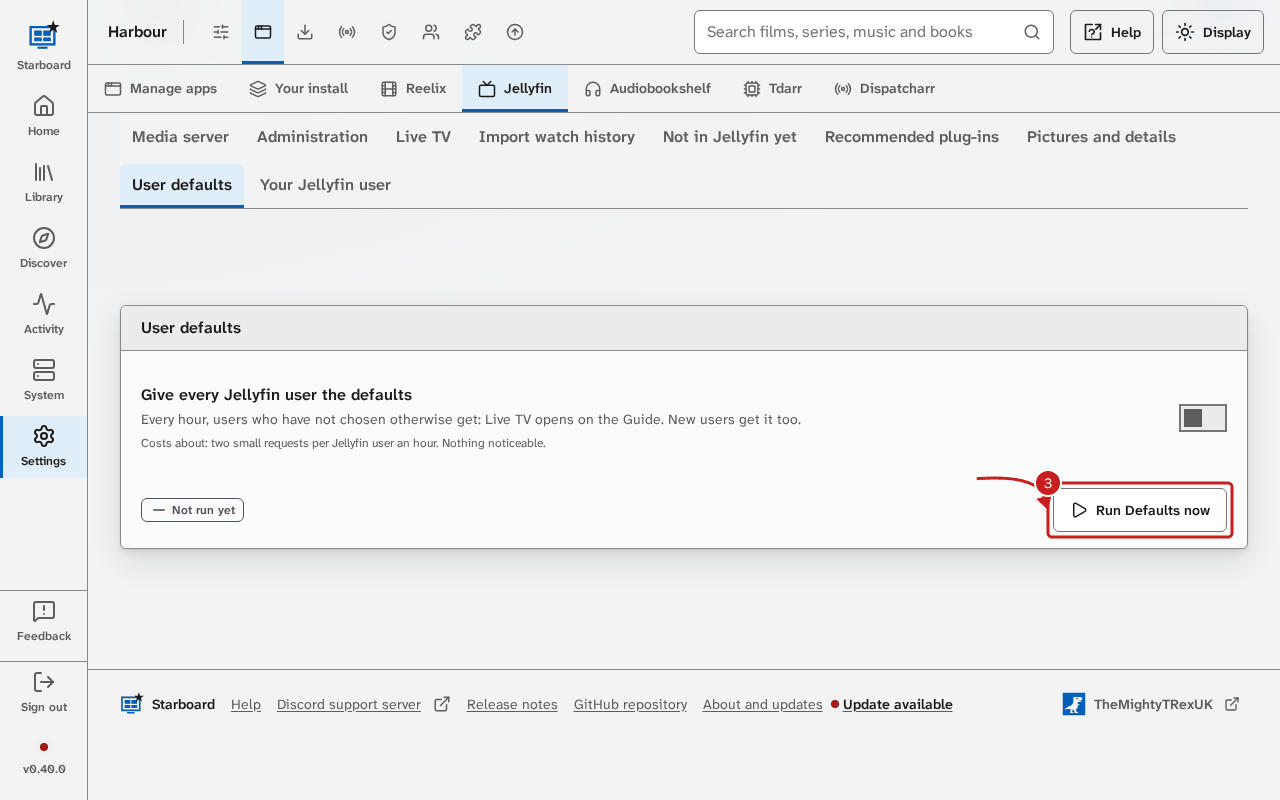 Starboard
Home
Library
Discover
Activity
System
Settings
Feedback
Sign out
v0.40.0
Harbour
Search films, series, music and books
Help
Display
Manage apps
Your install
Reelix
Jellyfin
Audiobookshelf
Tdarr
Dispatcharr
Media server
Administration
Live TV
Import watch history
Not in Jellyfin yet
Recommended plug-ins
Pictures and details
User defaults
Your Jellyfin user
User defaults
Give every Jellyfin user the defaults
Every hour, users who have not chosen otherwise get: Live TV opens on the Guide. New users get it too.
Costs about: two small requests per Jellyfin user an hour. Nothing noticeable.
Not run yet
3
Run Defaults now
Starboard
Help
Discord support server
Release notes
GitHub repository
About and updates
Update available
TheMightyTRexUK